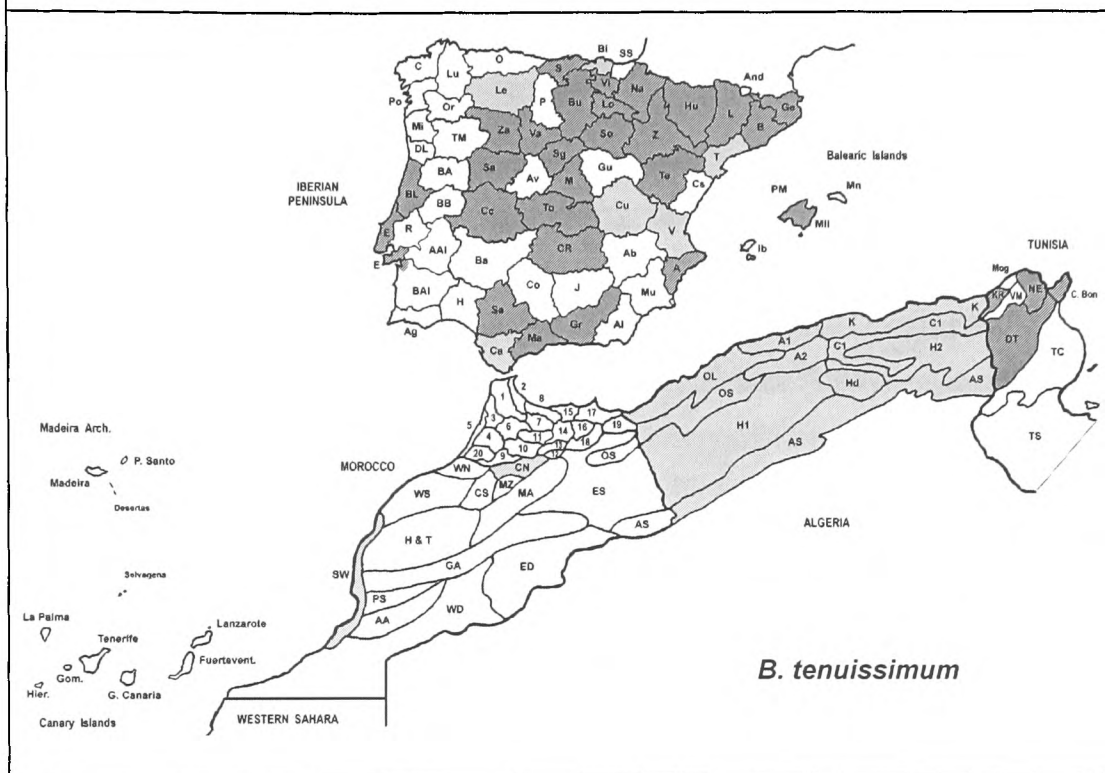 Bi
SS
C
Lu
O
S
Vi
Na
And
Po
Or
Le
P
Bu
Lo
Hu
L
B
Ge
Mi
TM
Za
Va
So
Z
T
DL
Sg
BA
Sa
Av
M
Gu
Te
Cs
Balearic Islands
IBERIAN
PENINSULA
BL
BB
Cc
To
Cu
V
PM
Mn
Mll
Ib
E
R
AAl
Ba
CR
Ab
A
E
TUNISIA
BAl
H
Co
J
Mu
Mog
Ag
Se
Gr
Al
KR
VM
NE
C. Bon
Ca
Ma
K
K
C1
A1
C1
H2
OT
TC
A2
OL
OS
Hd
AS
H1
AS
TS
2
1
8
3
5
6
7
15
17
4
11
14
16
19
20
9
10
13
12
18
OS
Madeira Arch.
P. Santo
Madeira
Desertas
MOROCCO
WN
CN
MZ
WS
CS
MA
ES
AS
ALGERIA
H & T
SW
GA
ED
PS
AA
WD
Selvagens
La Palma
Tenerife
Lanzarote
Fuertevent.
Gom.
Hier.
G. Canaria
Canary Islands
WESTERN SAHARA
B. tenuissimum